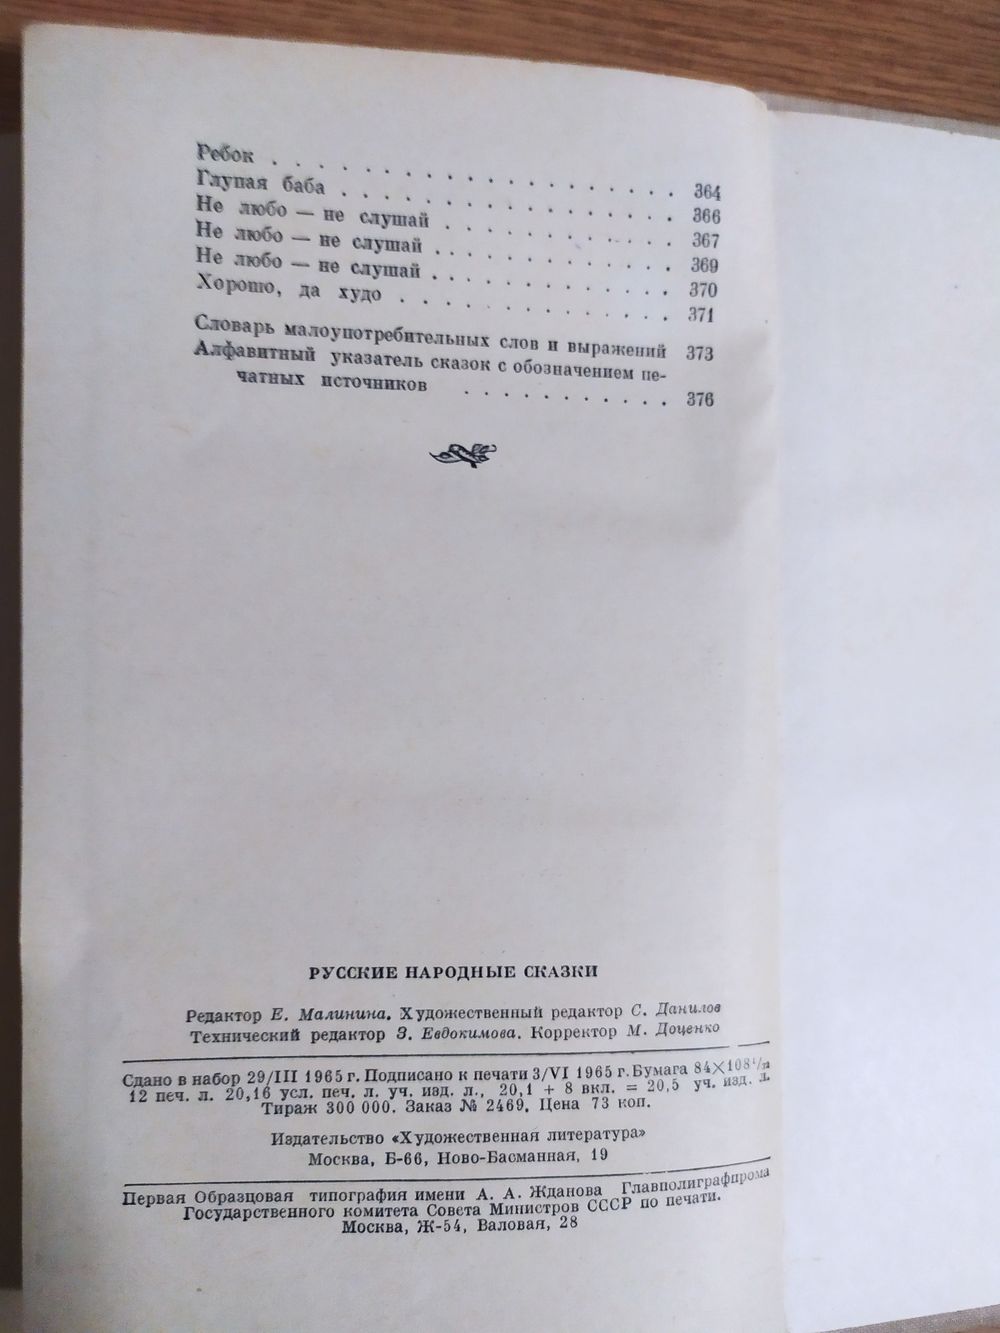 Ребок . . . . . . . . . . . . . . . . . . 364
Глупая баба . . . . . . . . . . . . . . . 366
Не любо — не слушай . . . . . . . . . . 367
Не любо — не слушай . . . . . . . . . . 369
Не любо — не слушай . . . . . . . . . . 370
Хорошо, да худо . . . . . . . . . . . . 371
Словарь малоупотребительных слов и выражений 373
Алфавитный указатель сказок с обозначением пе-
чатных источников . . . . . . . . . . . 376
РУССКИЕ НАРОДНЫЕ СКАЗКИ
Редактор Е. Малинина. Художественный редактор С. Данилов
Технический редактор З. Евдокимова. Корректор М. Доценко
Сдано в набор 29/III 1965 г. Подписано к печати 3/VI 1965 г. Бумага 84×108¹/₃₂
12 печ. л. 20,16 усл. печ. л. уч. изд. л., 20,1 + 8 вкл. = 20,5 уч. изд. л.
Тираж 300 000. Заказ № 2469. Цена 73 коп.
Издательство «Художественная литература»
Москва, Б-66, Ново-Басманная, 19
Первая Образцовая типография имени А. А. Жданова Главполиграфпрома
Государственного комитета Совета Министров СССР по печати.
Москва, Ж-54, Валовая, 28